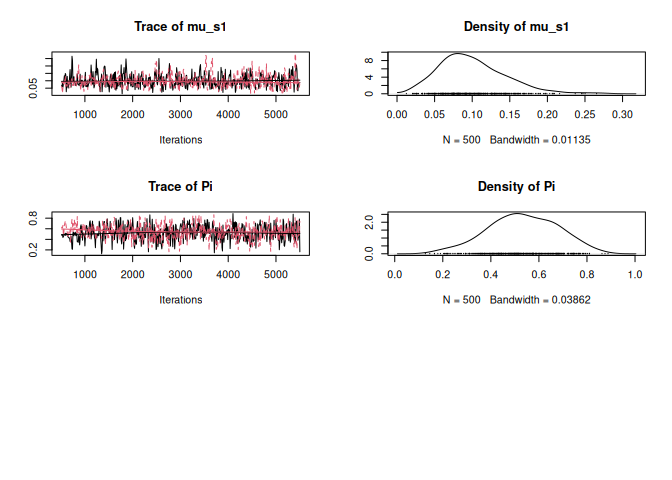 Trace of mu_s1
0.05
1000 2000 3000 4000 5000
Iterations
Density of mu_s1
0 4 8
0.00 0.05 0.10 0.15 0.20 0.25 0.30
N = 500 Bandwidth = 0.01135
Trace of Pi
0.2 0.8
1000 2000 3000 4000 5000
Iterations
Density of Pi
0.0 2.0
0.0 0.2 0.4 0.6 0.8 1.0
N = 500 Bandwidth = 0.03862